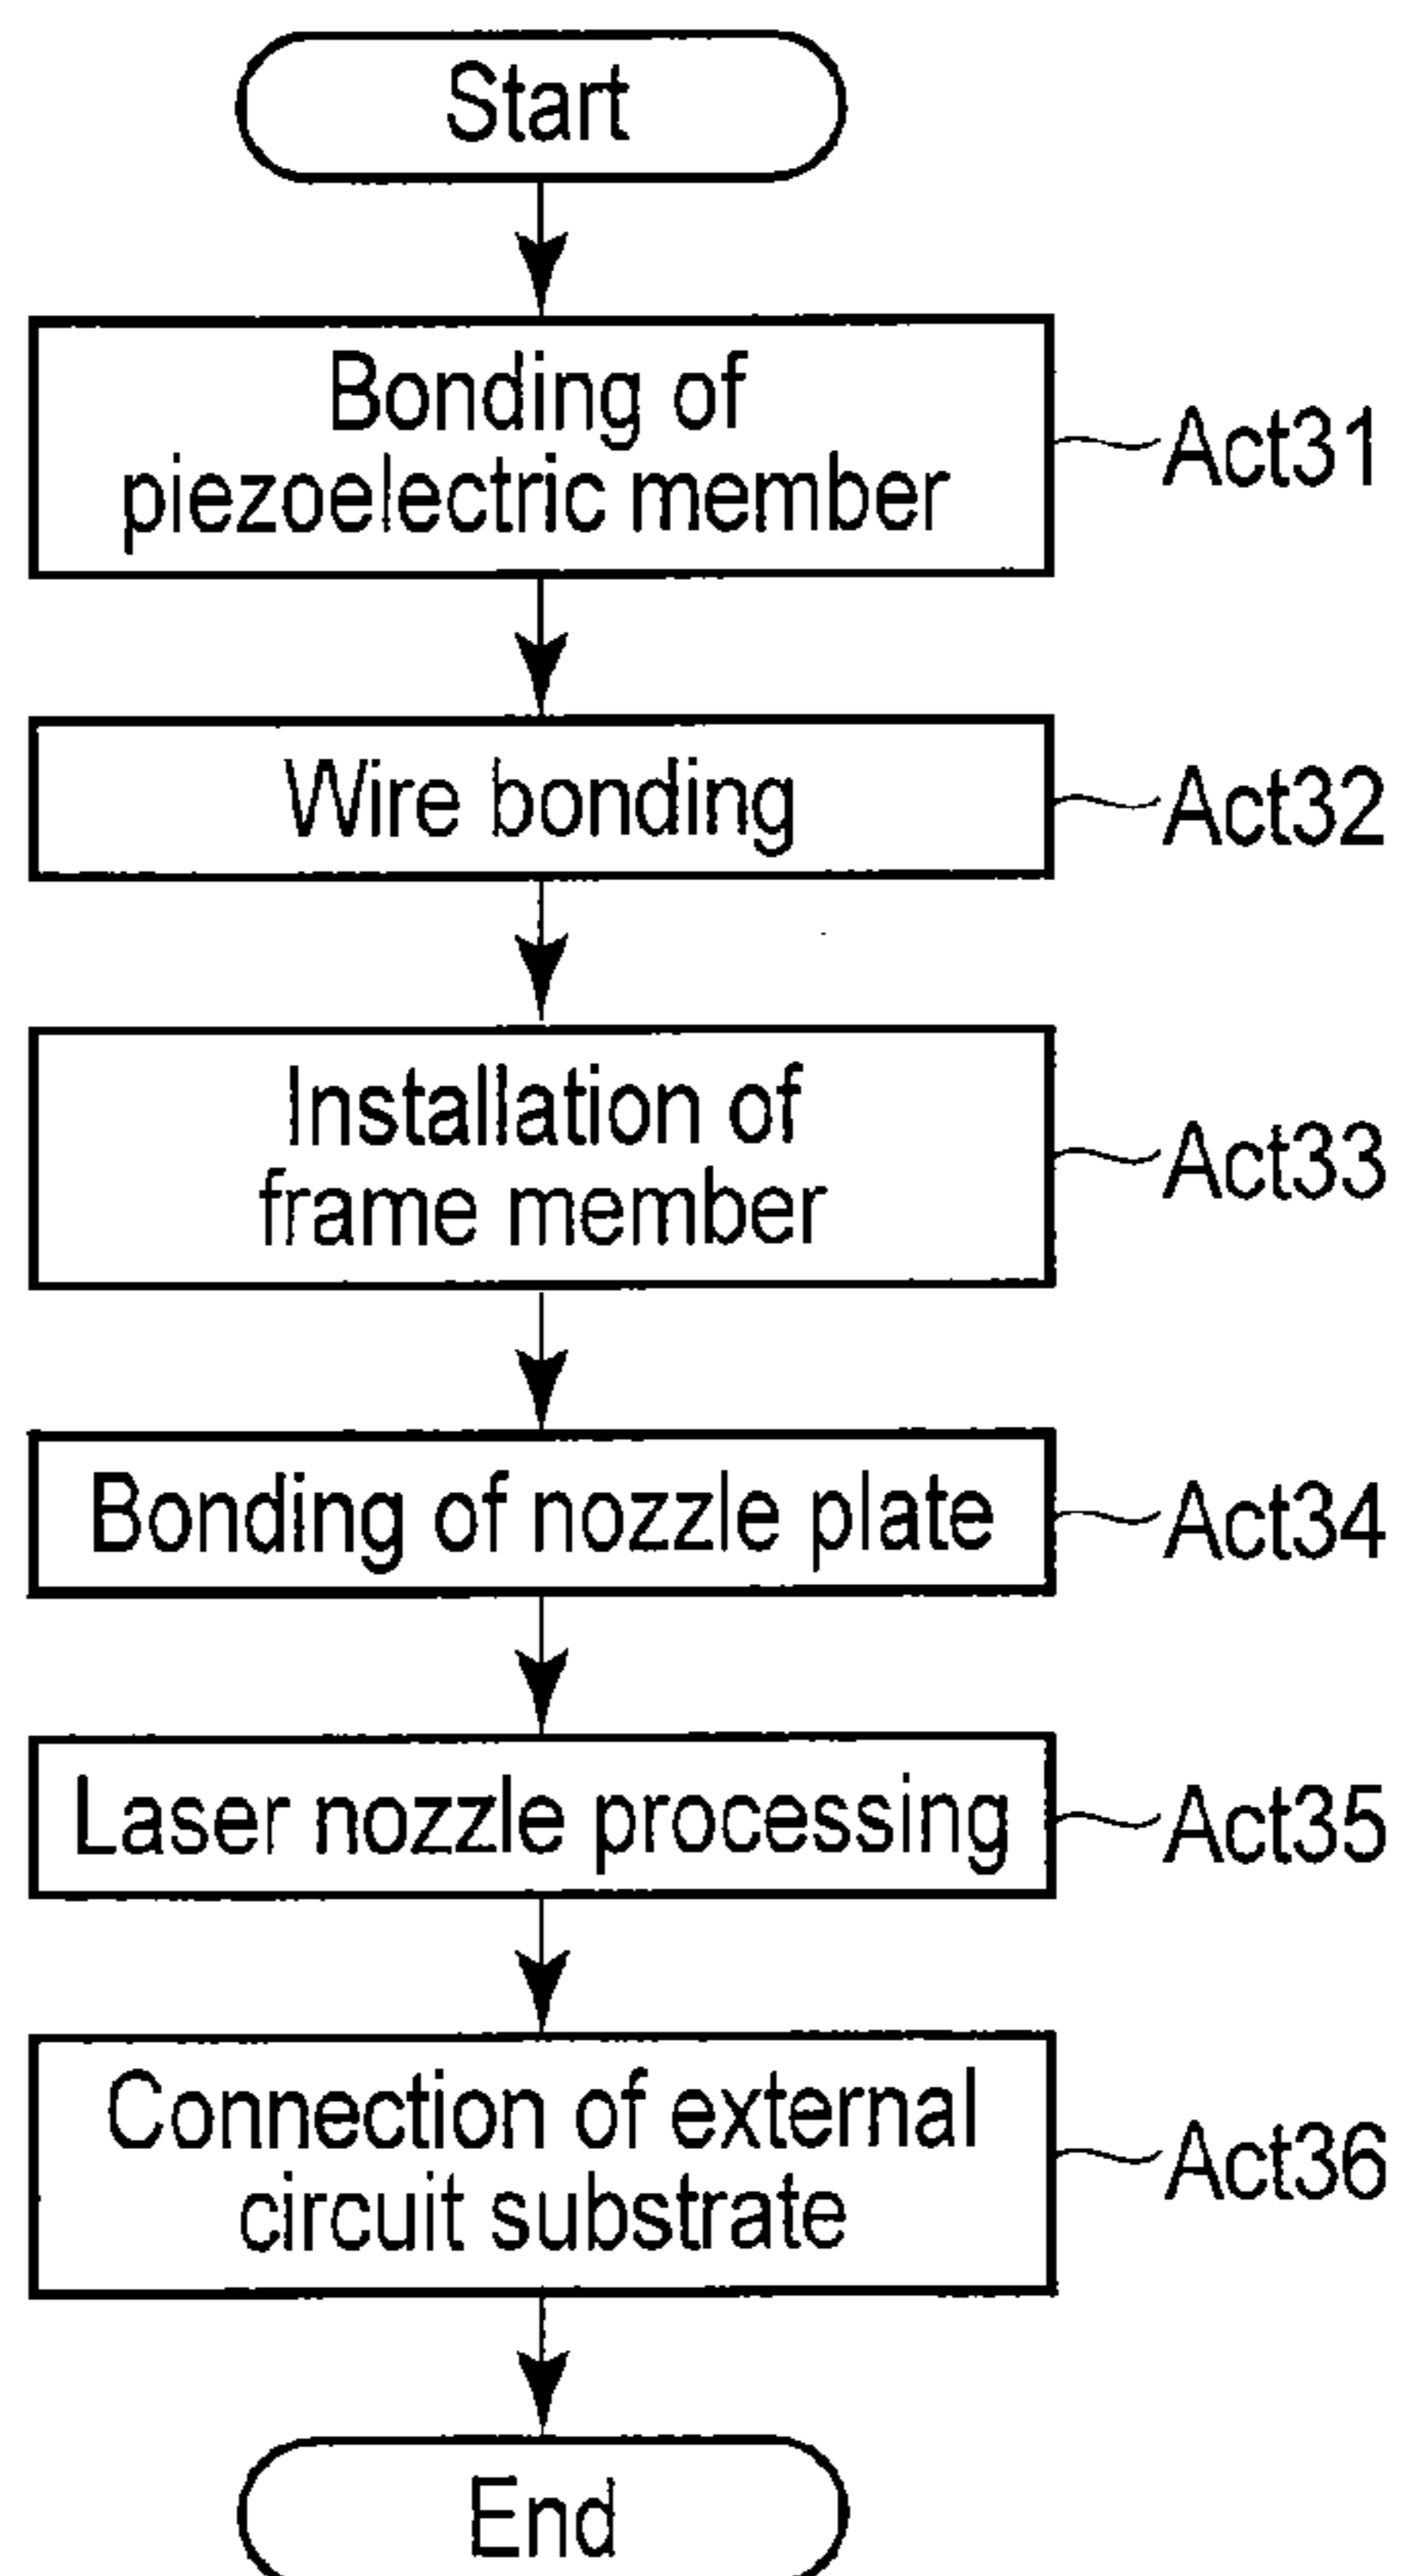 Start
Bonding of
piezoelectric member
Act31
Wire bonding
Act32
Installation of
frame member
Act33
Bonding of nozzle plate
Act34
Laser nozzle processing
Act35
Connection of external
circuit substrate
Act36
End